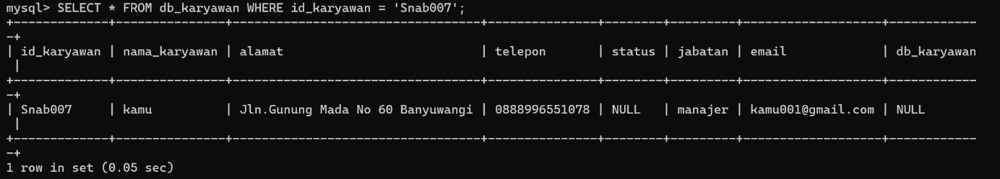 mysql> SELECT * FROM db_karyawan WHERE id_karyawan = 'Snab007';
+-------------+---------------+---------------------------------+---------------+--------+---------+-------------------+------------
-+
| id_karyawan | nama_karyawan | alamat                          | telepon       | status | jabatan | email             | db_karyawan
 |
+-------------+---------------+---------------------------------+---------------+--------+---------+-------------------+------------
-+
| Snab007     | kamu          | Jln.Gunung Mada No 60 Banyuwangi | 0888996551078 | NULL   | manajer | kamu001@gmail.com | NULL
 |
+-------------+---------------+---------------------------------+---------------+--------+---------+-------------------+------------
-+
1 row in set (0.05 sec)